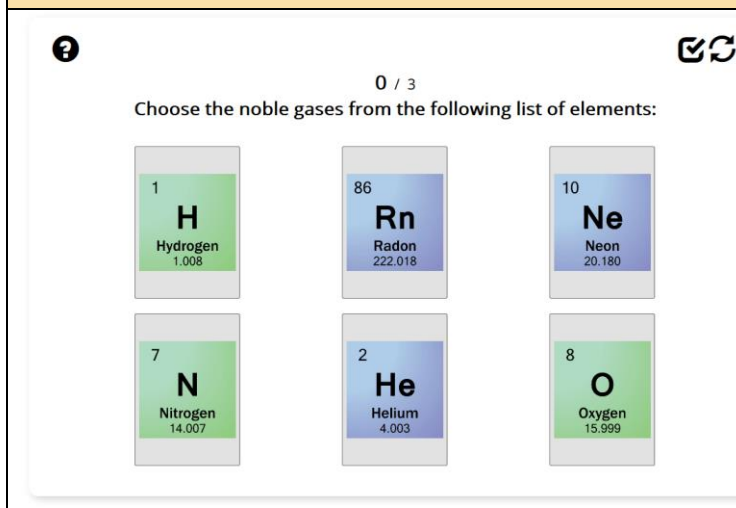 ?
0 / 3
Choose the noble gases from the following list of elements:
1
H
Hydrogen
1.008
86
Rn
Radon
222.018
10
Ne
Neon
20.180
7
N
Nitrogen
14.007
2
He
Helium
4.003
8
O
Oxygen
15.999